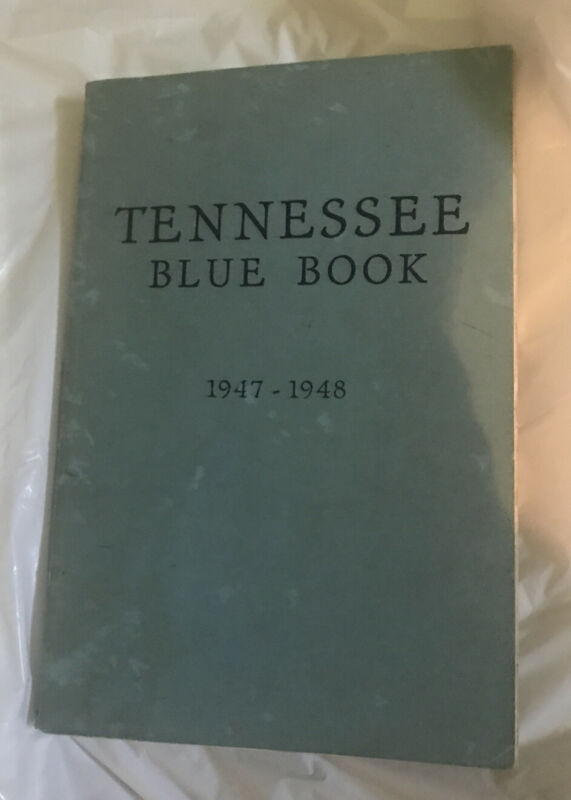 TENNESSEE
BLUE BOOK
1947 - 1948